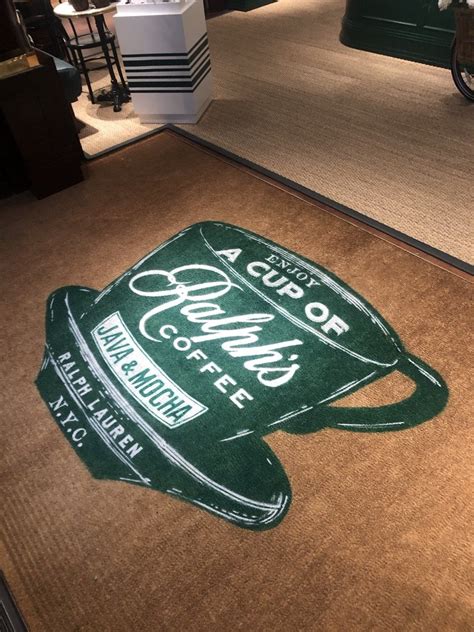 ENJOY
A CUP OF
Ralph's
COFFEE
JAVA & MOCHA
RALPH LAUREN
N.Y.C.